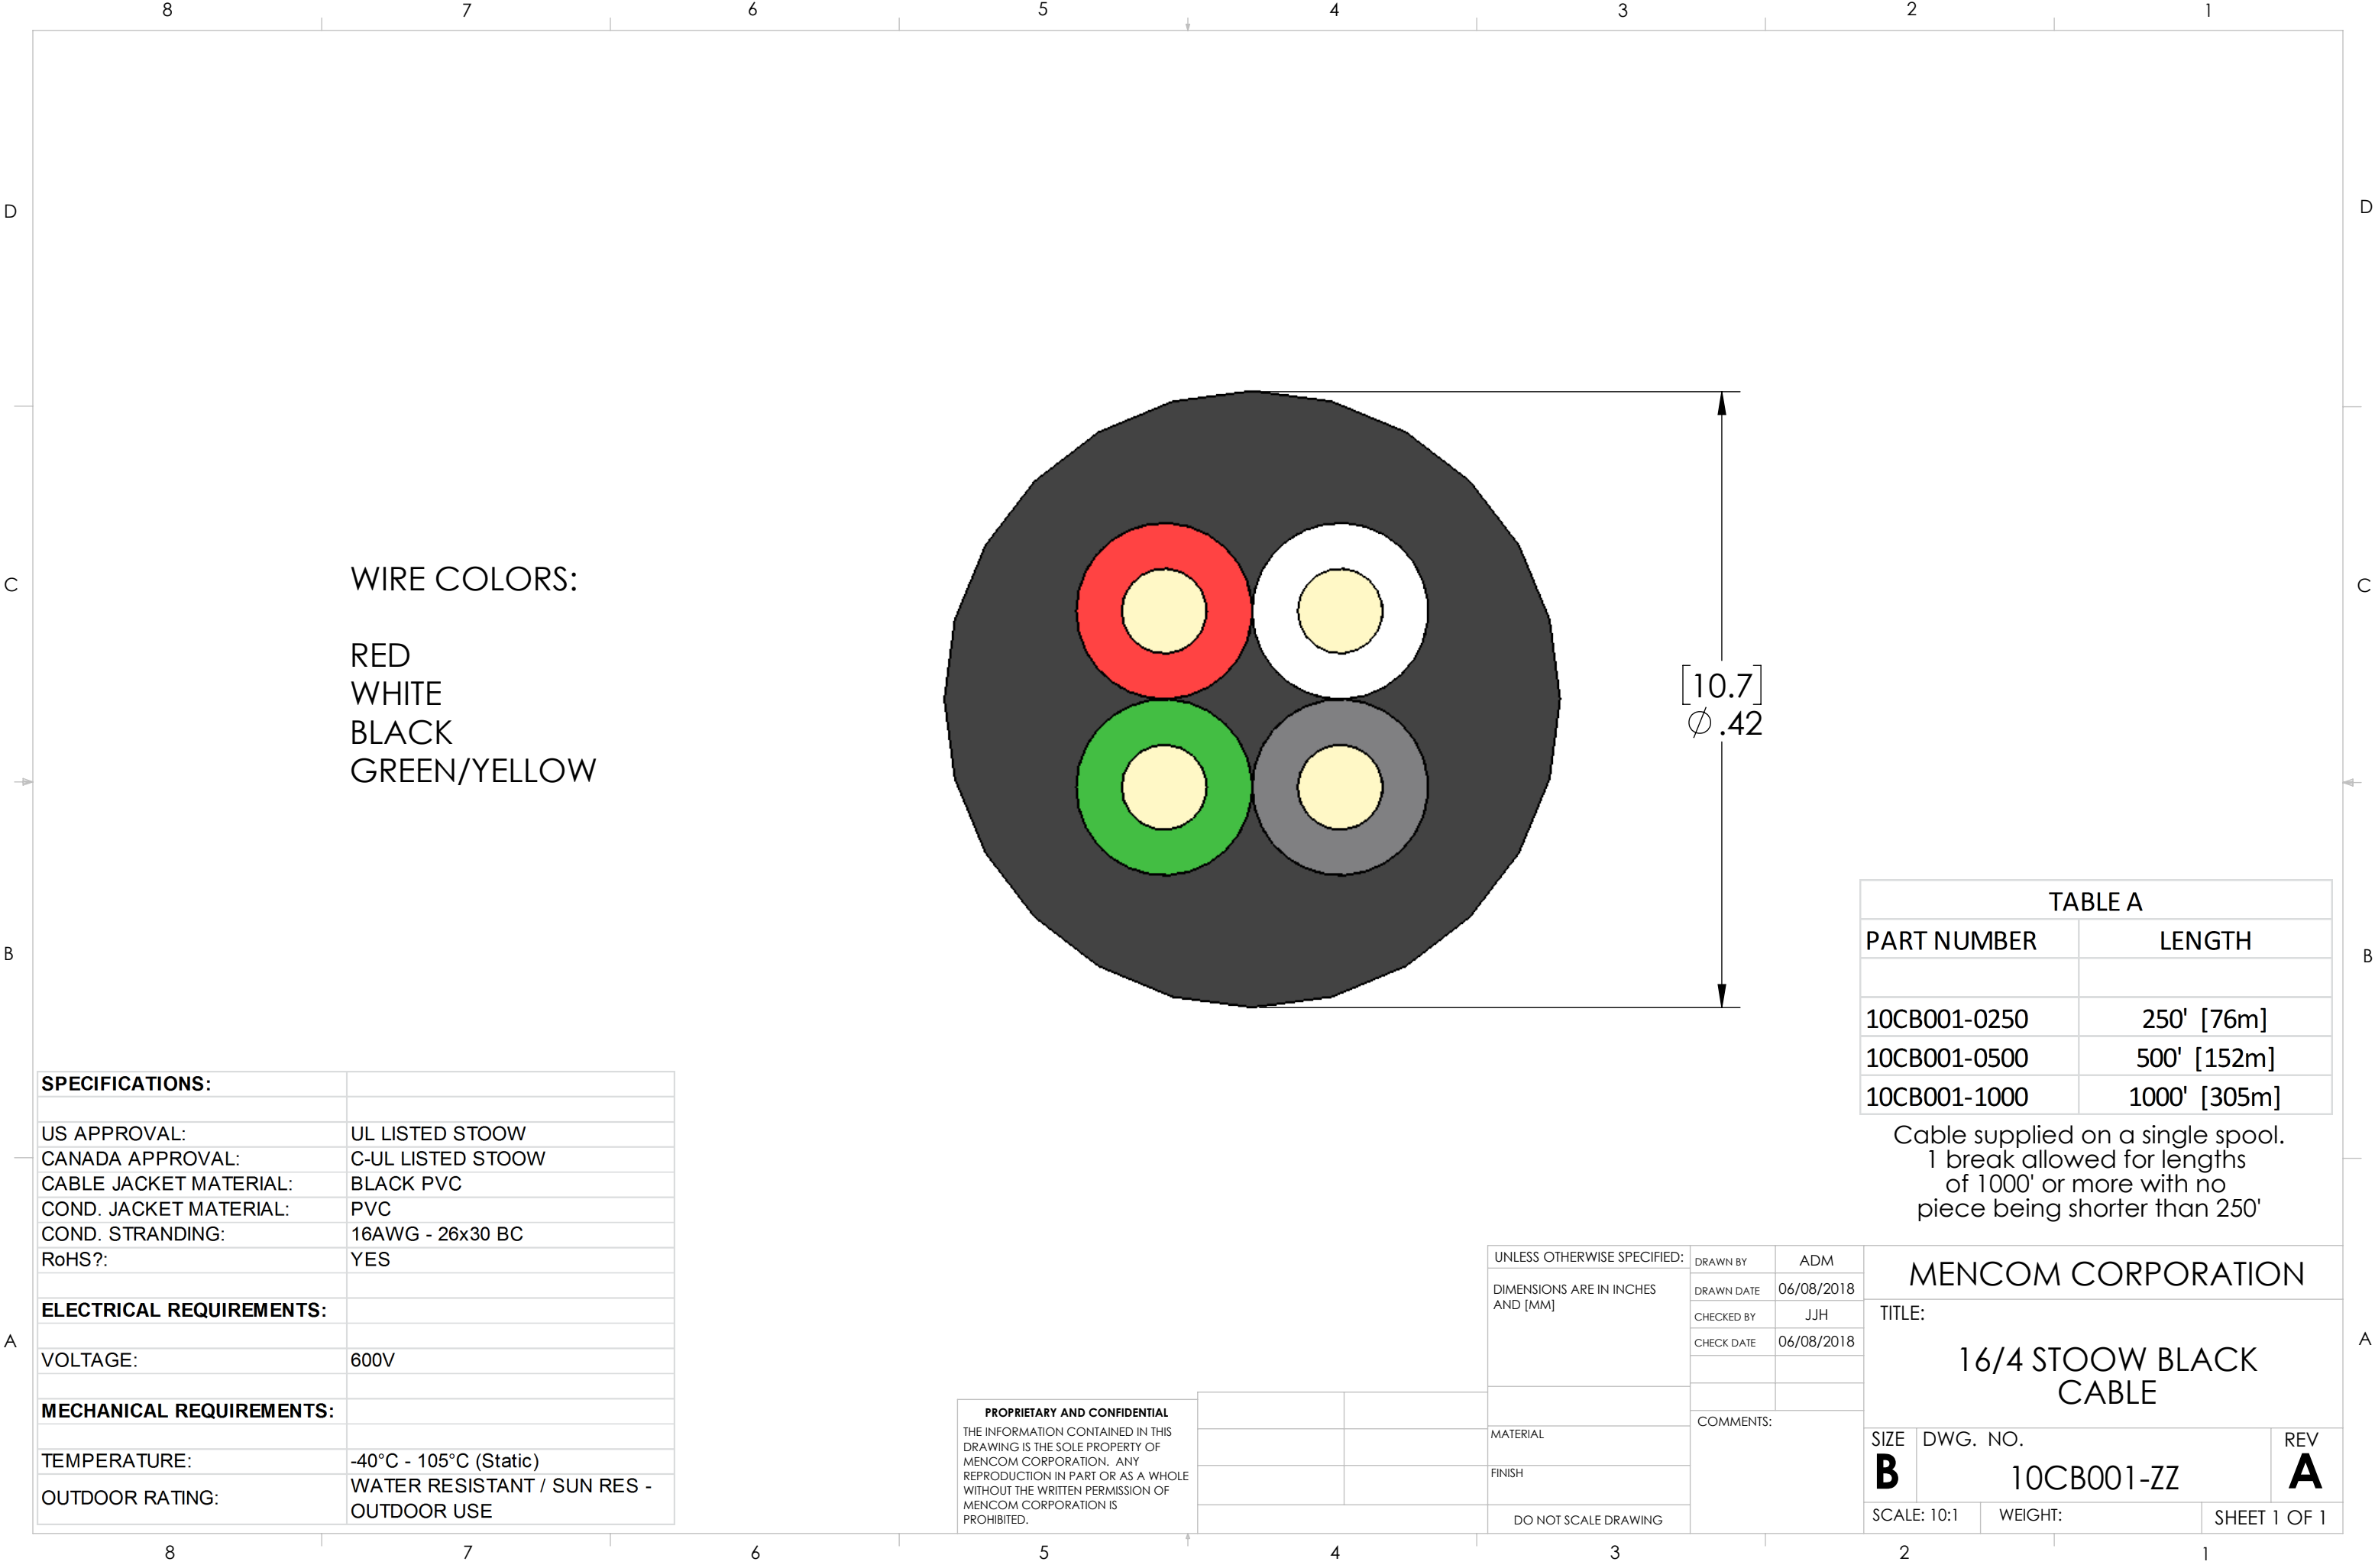 8 7 6 5 4 3 2 1
D D
C C
B B
A A
WIRE COLORS:
RED
WHITE
BLACK
GREEN/YELLOW
[10.7]
∅.42
TABLE A
PART NUMBER LENGTH
10CB001-0250 250' [76m]
10CB001-0500 500' [152m]
10CB001-1000 1000' [305m]
Cable supplied on a single spool.
1 break allowed for lengths
of 1000' or more with no
piece being shorter than 250'
SPECIFICATIONS:
US APPROVAL: UL LISTED STOOW
CANADA APPROVAL: C-UL LISTED STOOW
CABLE JACKET MATERIAL: BLACK PVC
COND. JACKET MATERIAL: PVC
COND. STRANDING: 16AWG - 26x30 BC
RoHS?: YES
ELECTRICAL REQUIREMENTS:
VOLTAGE: 600V
MECHANICAL REQUIREMENTS:
TEMPERATURE: -40°C - 105°C (Static)
OUTDOOR RATING: WATER RESISTANT / SUN RES -
OUTDOOR USE
PROPRIETARY AND CONFIDENTIAL
THE INFORMATION CONTAINED IN THIS
DRAWING IS THE SOLE PROPERTY OF
MENCOM CORPORATION. ANY
REPRODUCTION IN PART OR AS A WHOLE
WITHOUT THE WRITTEN PERMISSION OF
MENCOM CORPORATION IS
PROHIBITED.
UNLESS OTHERWISE SPECIFIED:
DIMENSIONS ARE IN INCHES
AND [MM]
MATERIAL
FINISH
DO NOT SCALE DRAWING
DRAWN BY ADM
DRAWN DATE 06/08/2018
CHECKED BY JJH
CHECK DATE 06/08/2018
COMMENTS:
MENCOM CORPORATION
TITLE:
16/4 STOOW BLACK
CABLE
SIZE DWG. NO. REV
B 10CB001-ZZ A
SCALE: 10:1 WEIGHT: SHEET 1 OF 1
8 7 6 5 4 3 2 1